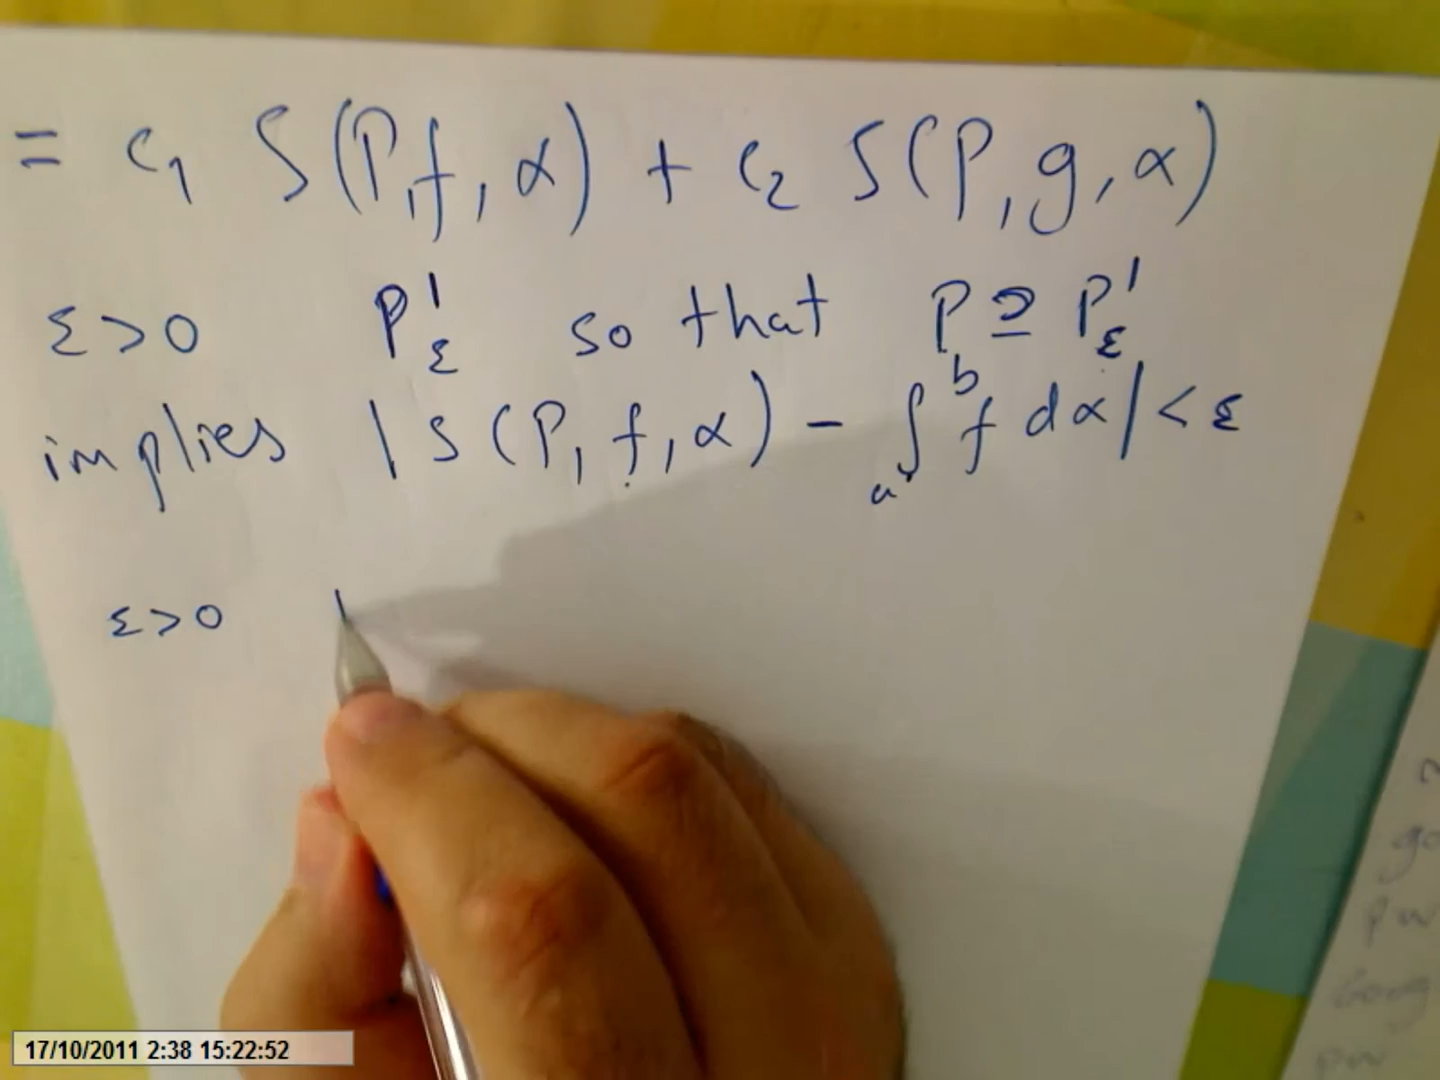 = c₁ S(P, f, α) + c₂ S(P, g, α)
ε > 0 P'_ε so that P ⊇ P'_ε
implies | S(P, f, α) - ∫_a^b f dα | < ε
ε > 0
17/10/2011 2:38 15:22:52